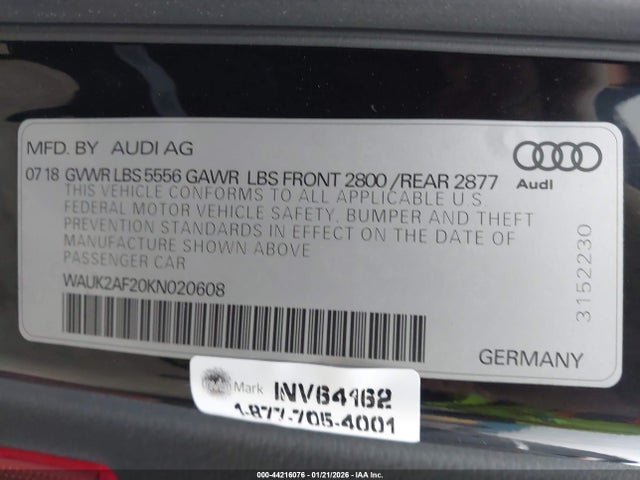 MFD. BY AUDI AG
Audi
07 18 GVWR LBS 5556 GAWR LBS FRONT 2800 /REAR 2877
THIS VEHICLE CONFORMS TO ALL APPLICABLE U S
FEDERAL MOTOR VEHICLE SAFETY, BUMPER AND THEFT
PREVENTION STANDARDS IN EFFECT ON THE DATE OF
MANUFACTURE SHOWN ABOVE
PASSENGER CAR
WAUK2AF20KN020608
3152230
GERMANY
Mark INV64162
1-877-705-4001
000-44216076 - 01/21/2026 - IAA Inc.